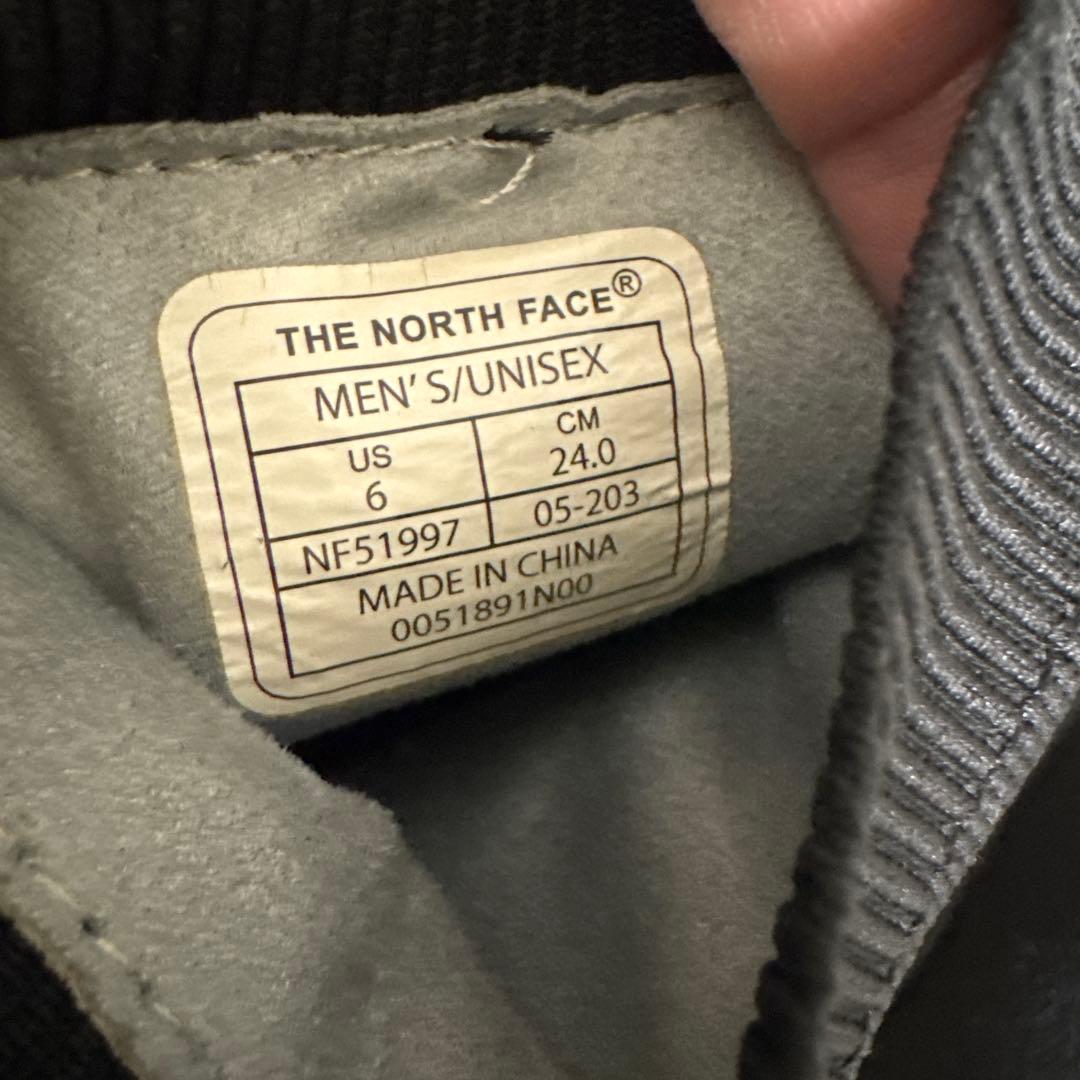 THE NORTH FACE®
MEN'S/UNISEX
US CM
6 24.0
NF51997 05-203
MADE IN CHINA
0051891N00